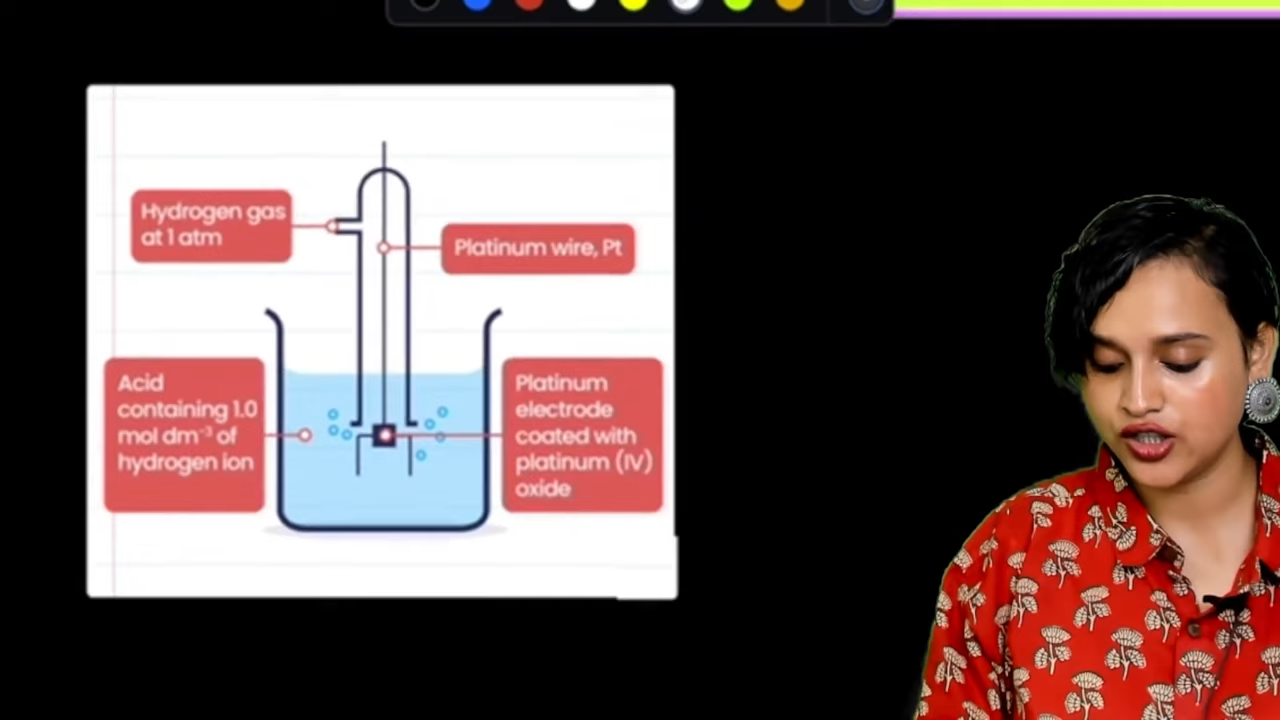 Hydrogen gas
at 1 atm
Platinum wire, Pt
Acid
containing 1.0
mol dm⁻³ of
hydrogen ion
Platinum
electrode
coated with
platinum (IV)
oxide